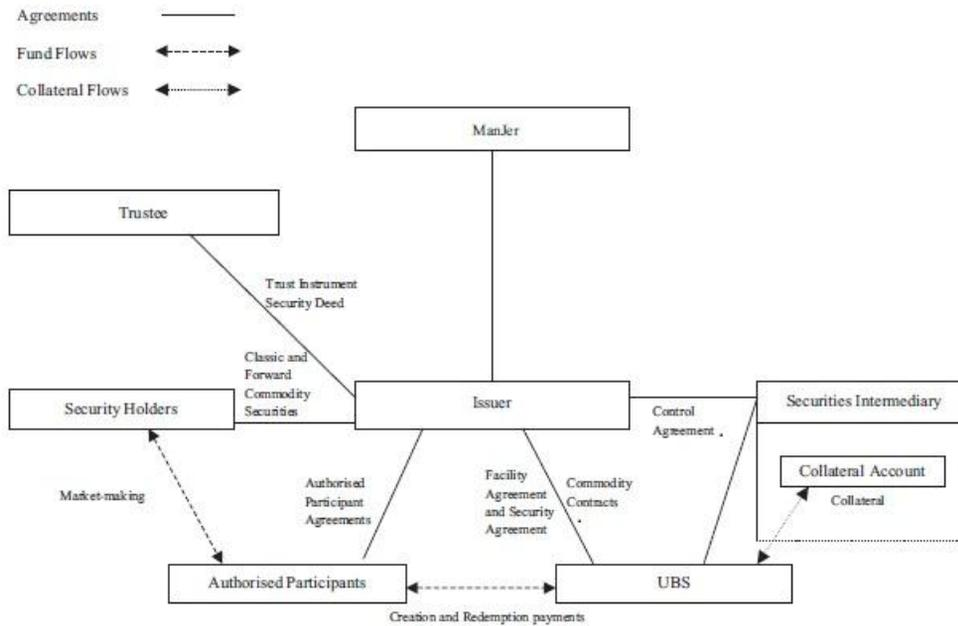 Agreements
Fund Flows
Collateral Flows
ManJer
Trustee
Trust Instrument
Security Deed
Classic and
Forward
Commodity
Securities
Security Holders
Issuer
Control
Agreement
Securities Intermediary
Collateral Account
Collateral
Market-making
Authorised
Participant
Agreements
Facility
Agreement
and Security
Agreement
Commodity
Contracts
Authorised Participants
UBS
Creation and Redemption payments